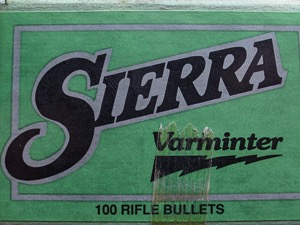 SIERRA
Varminter
100 RIFLE BULLETS